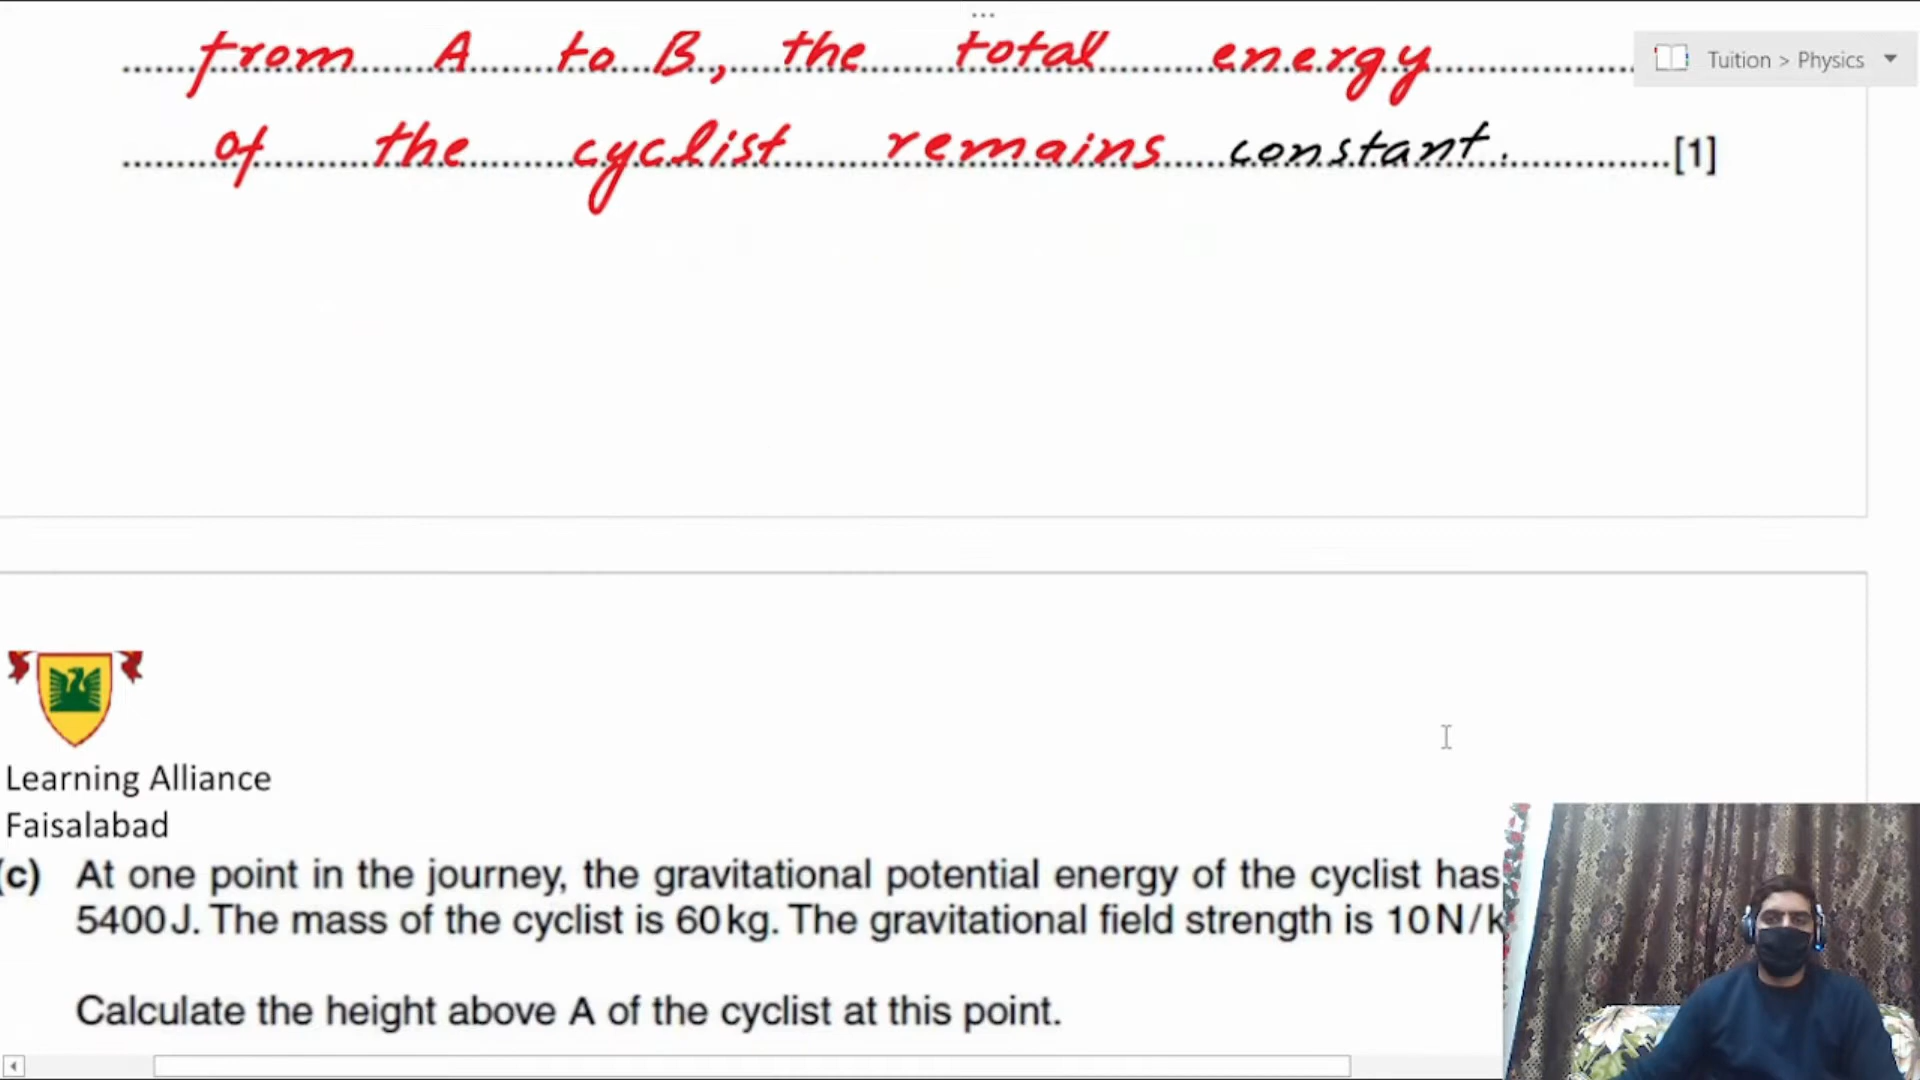 ...
from A to B, the total energy
Tuition > Physics
of the cyclist remains constant. [1]
Learning Alliance
Faisalabad
(c) At one point in the journey, the gravitational potential energy of the cyclist has
5400 J. The mass of the cyclist is 60 kg. The gravitational field strength is 10 N/k
Calculate the height above A of the cyclist at this point.